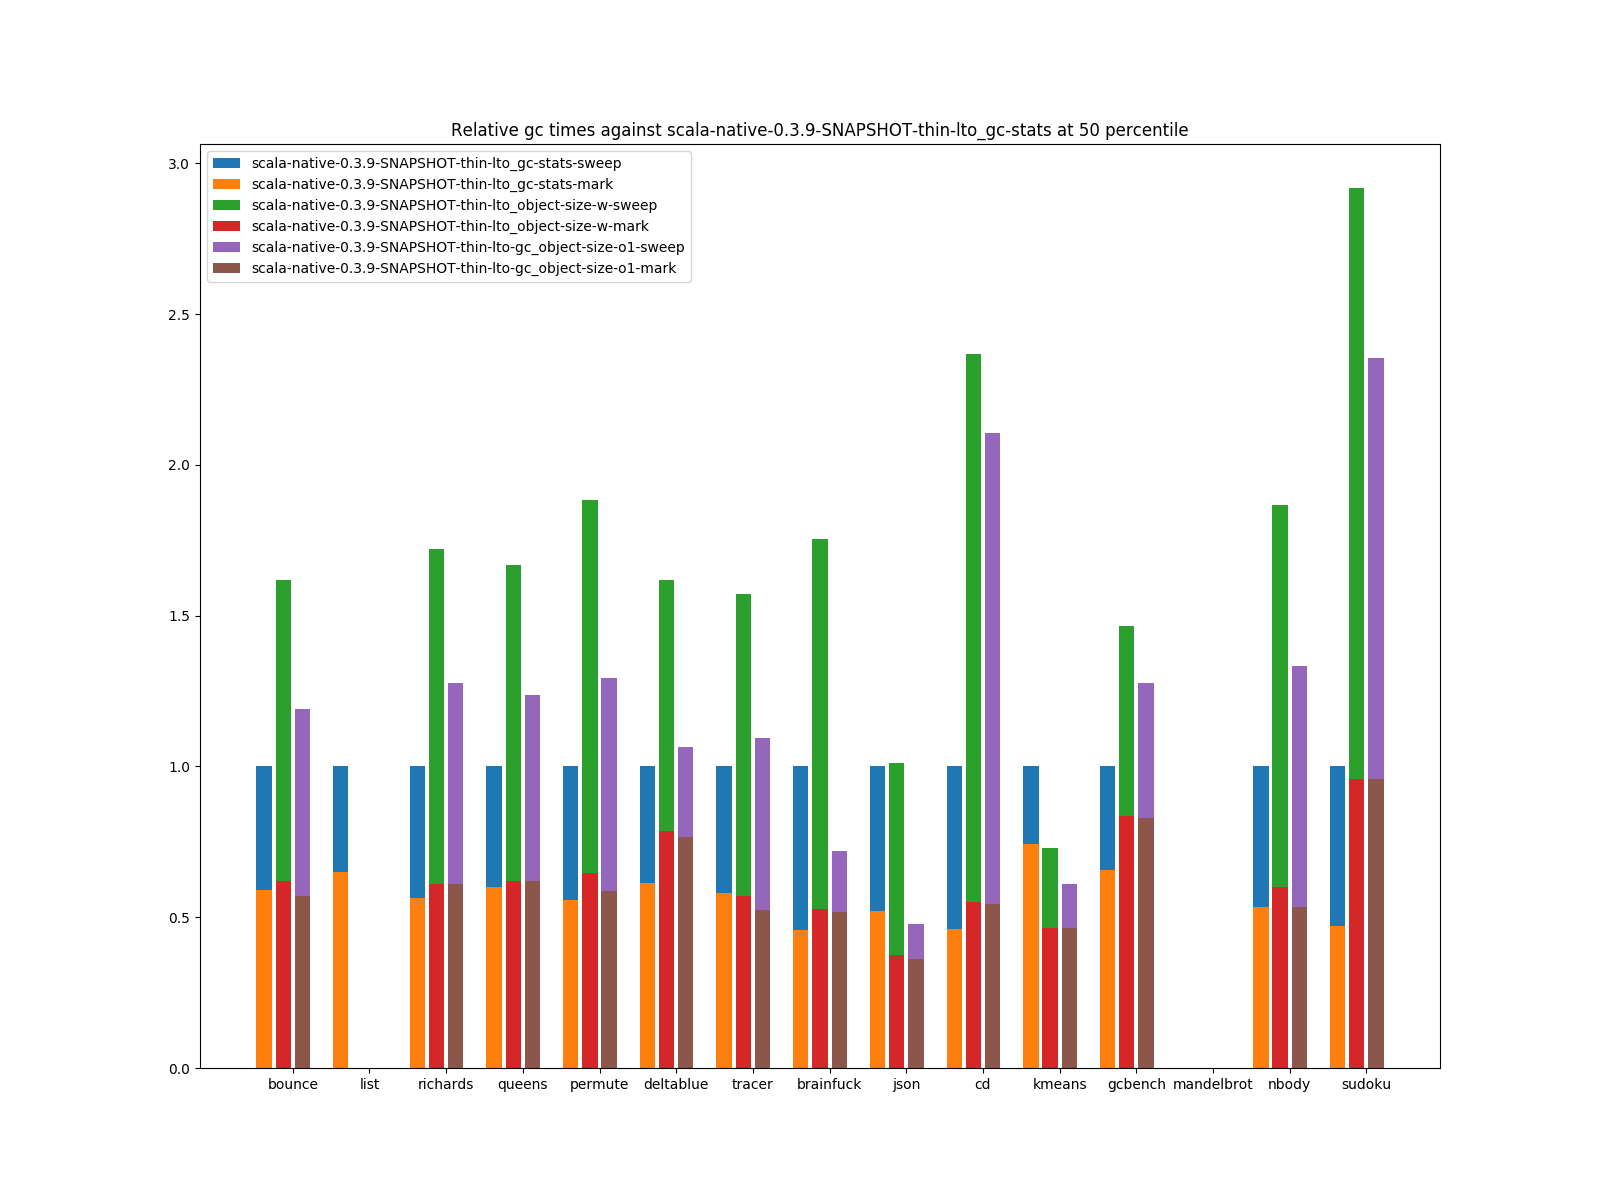 Relative gc times against scala-native-0.3.9-SNAPSHOT-thin-lto_gc-stats at 50 percentile
scala-native-0.3.9-SNAPSHOT-thin-lto_gc-stats-sweep
scala-native-0.3.9-SNAPSHOT-thin-lto_gc-stats-mark
scala-native-0.3.9-SNAPSHOT-thin-lto_object-size-w-sweep
scala-native-0.3.9-SNAPSHOT-thin-lto_object-size-w-mark
scala-native-0.3.9-SNAPSHOT-thin-lto-gc_object-size-o1-sweep
scala-native-0.3.9-SNAPSHOT-thin-lto-gc_object-size-o1-mark
3.0
2.5
2.0
1.5
1.0
0.5
0.0
bounce list richards queens permute deltablue tracer brainfuck json cd kmeans gcbench mandelbrot nbody sudoku